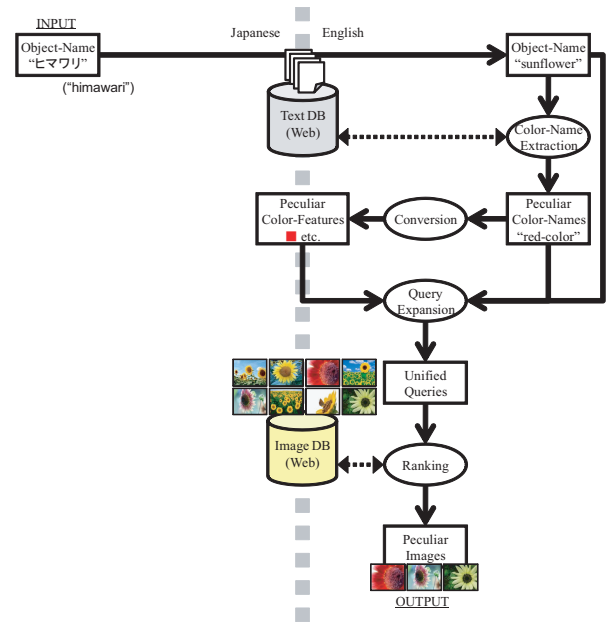 INPUT
Object-Name
“ヒマワリ”
(“himawari”)
Japanese
English
Object-Name
“sunflower”
Text DB
(Web)
Color-Name
Extraction
Peculiar
Color-Features
etc.
Conversion
Peculiar
Color-Names
“red-color”
Query
Expansion
Unified
Queries
Image DB
(Web)
Ranking
Peculiar
Images
OUTPUT